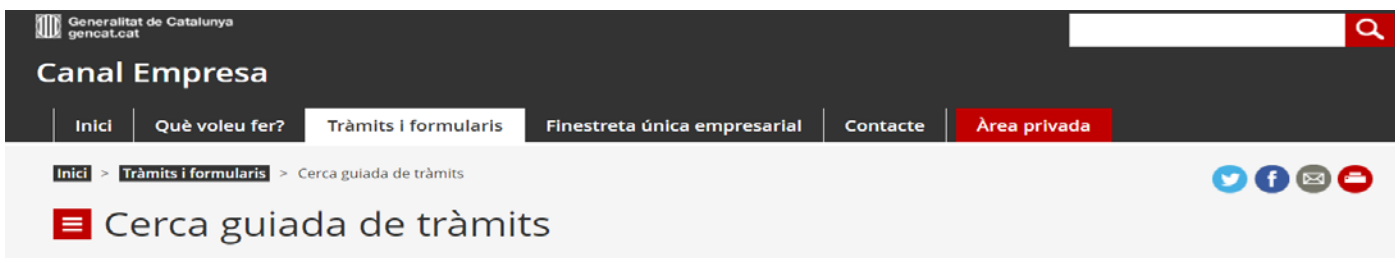 Generalitat de Catalunya
gencat.cat
Canal Empresa
Inici Què voleu fer? Tràmits i formularis Finestreta única empresarial Contacte Àrea privada
Inici > Tràmits i formularis > Cerca guiada de tràmits
Cerca guiada de tràmits